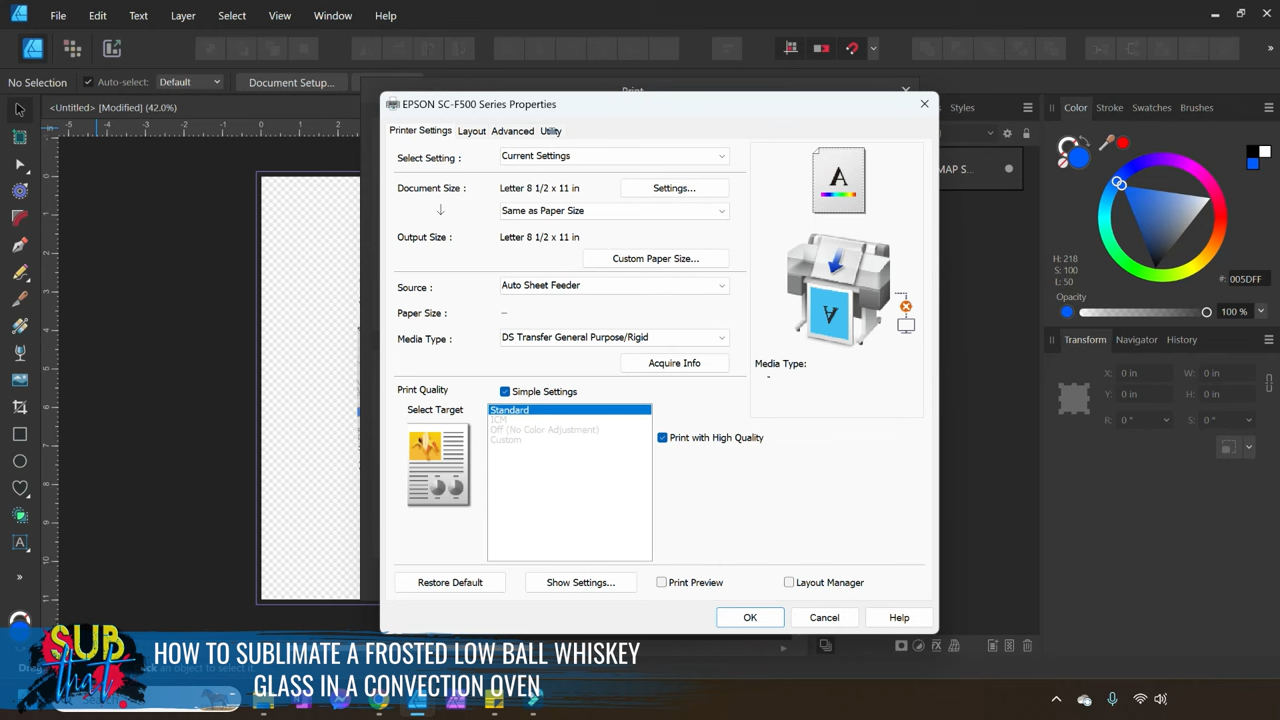 File Edit Text Layer Select View Window Help
No Selection Auto-select: Default Document Setup...
<Untitled> [Modified] (42.0%)
Print
EPSON SC-F500 Series Properties
Printer Settings Layout Advanced Utility
Select Setting : Current Settings
Document Size : Letter 8 1/2 x 11 in Settings...
Same as Paper Size
Output Size : Letter 8 1/2 x 11 in
Custom Paper Size...
Source : Auto Sheet Feeder
Paper Size : –
Media Type : DS Transfer General Purpose/Rigid
Acquire Info
Print Quality Simple Settings
Select Target Standard
ICM
Off (No Color Adjustment)
Custom
Print with High Quality
Media Type:
-
Restore Default Show Settings... Print Preview Layout Manager
OK Cancel Help
Styles
MAP S...
Color Stroke Swatches Brushes
H: 218
S: 100
L: 50
#: 005DFF
Opacity
100 %
Transform Navigator History
X: 0 in W: 0 in
Y: 0 in H: 0 in
R: 0 ° S: 0 °
SUB
that
HOW TO SUBLIMATE A FROSTED LOW BALL WHISKEY
GLASS IN A CONVECTION OVEN